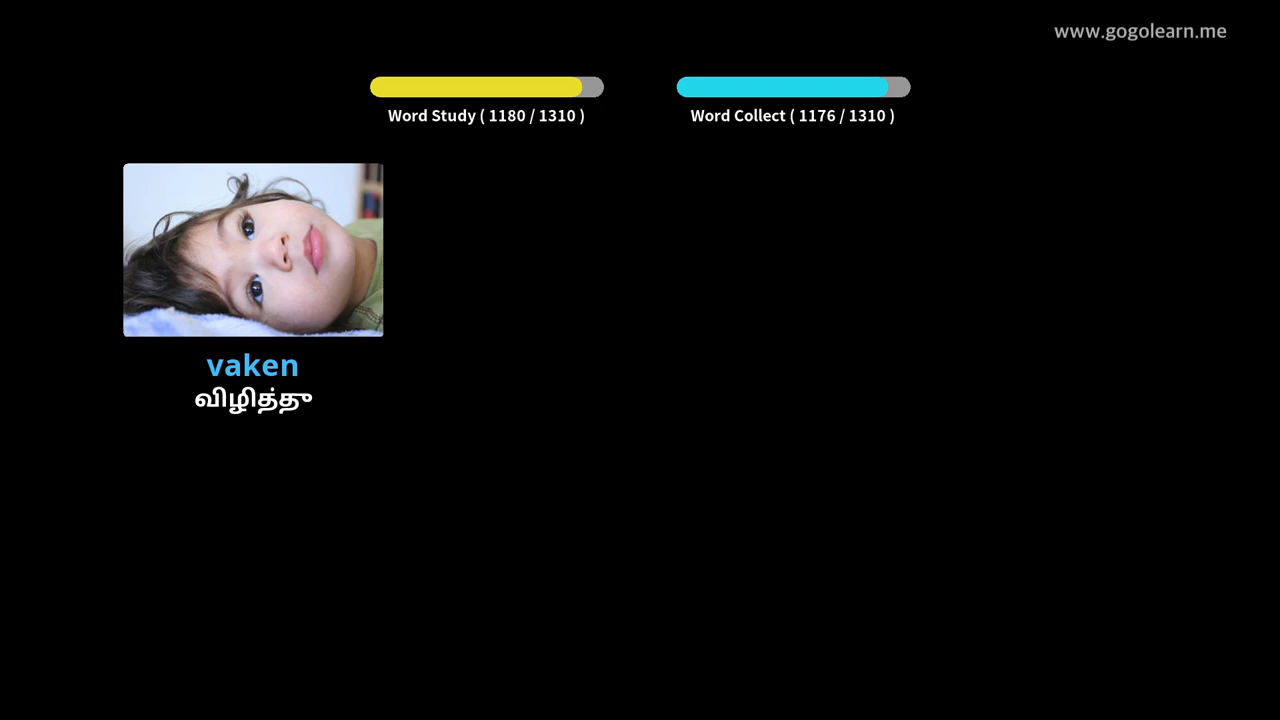 www.gogolearn.me
Word Study ( 1180 / 1310 )
Word Collect ( 1176 / 1310 )
vaken
விழித்து